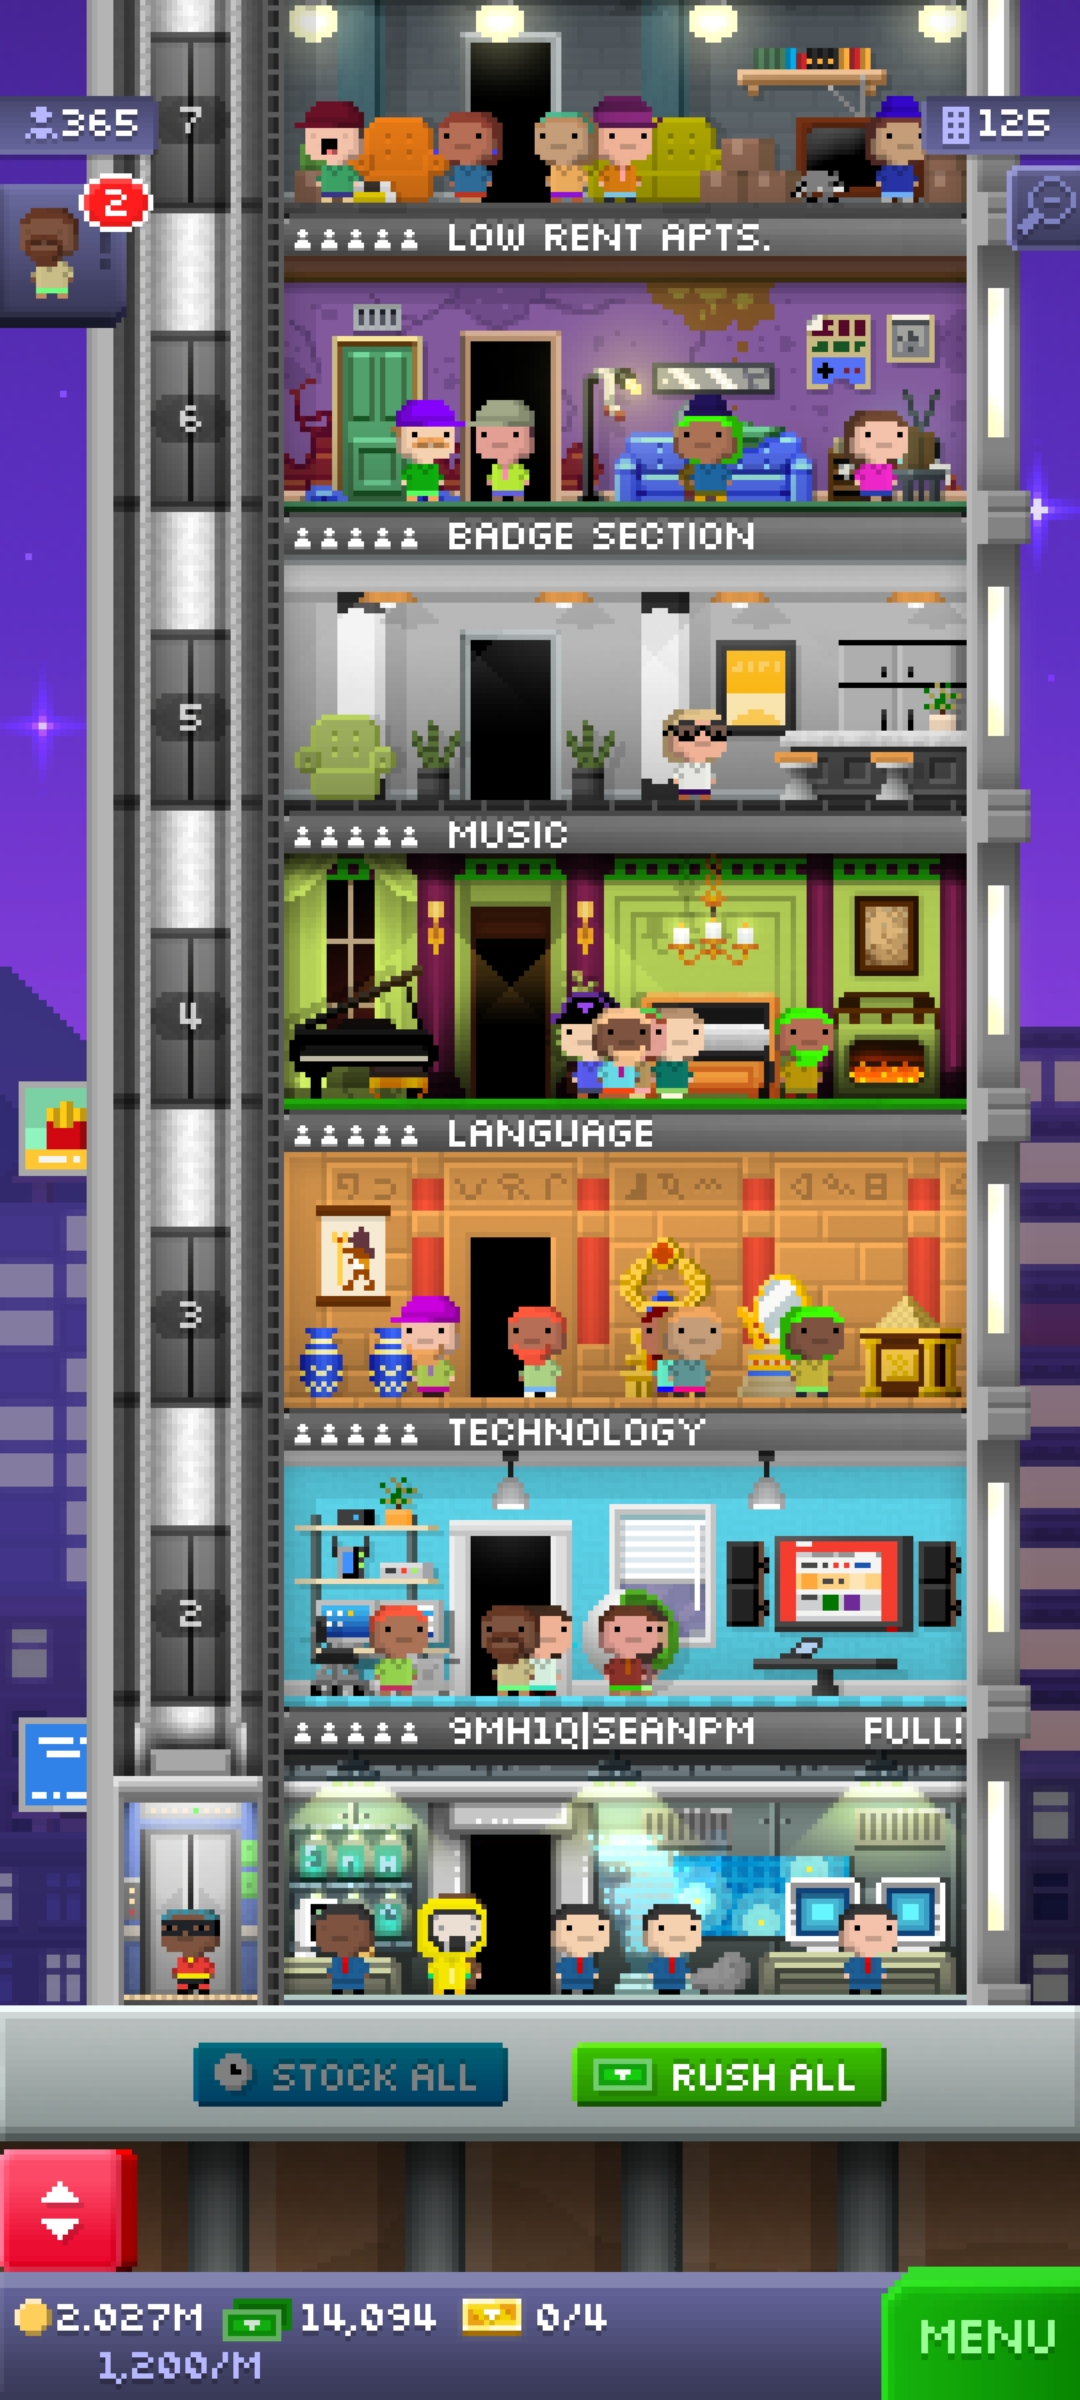 7
365
125
2
LOW RENT APTS.
6
BADGE SECTION
5
MUSIC
4
LANGUAGE
3
TECHNOLOGY
2
9MH1Q|SEANPM FULL!
STOCK ALL
RUSH ALL
2.027M 14,094 0/4
1,200/M
MENU